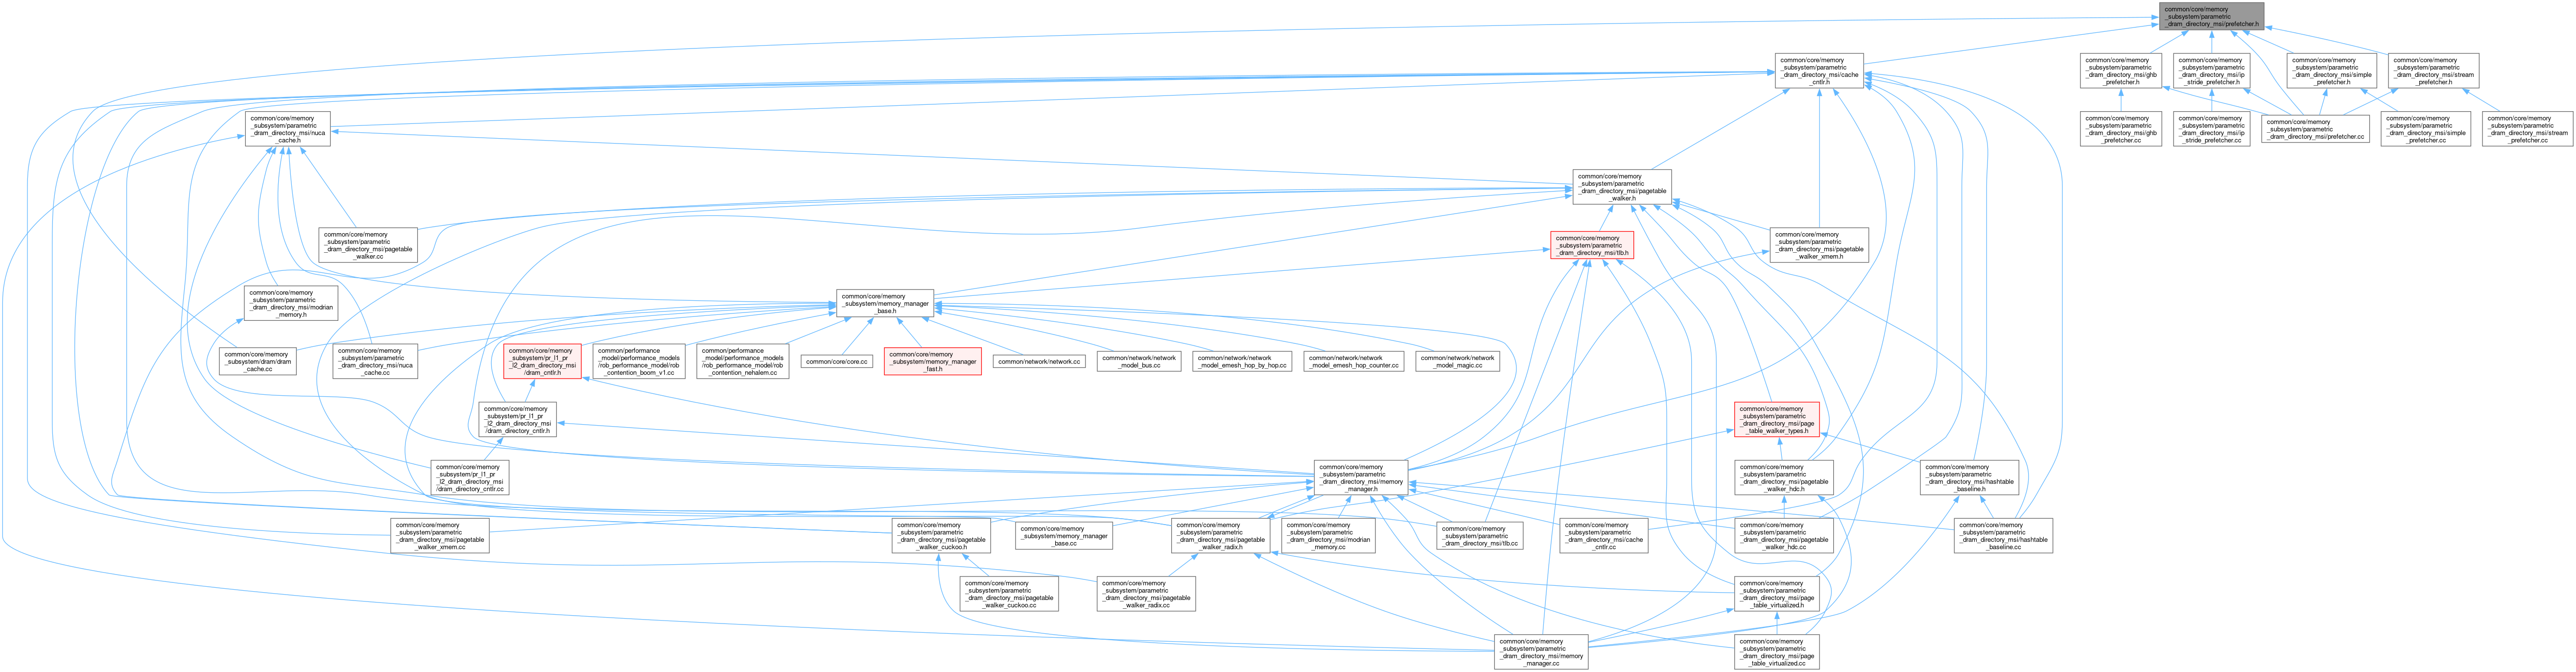 common/core/memory
_subsystem/parametric
_dram_directory_msi/prefetcher.h
common/core/memory
_subsystem/parametric
_dram_directory_msi/cache
_cntlr.h
common/core/memory
_subsystem/parametric
_dram_directory_msi/ghb
_prefetcher.h
common/core/memory
_subsystem/parametric
_dram_directory_msi/ip
_stride_prefetcher.h
common/core/memory
_subsystem/parametric
_dram_directory_msi/simple
_prefetcher.h
common/core/memory
_subsystem/parametric
_dram_directory_msi/stream
_prefetcher.h
common/core/memory
_subsystem/parametric
_dram_directory_msi/nuca
_cache.h
common/core/memory
_subsystem/parametric
_dram_directory_msi/ghb
_prefetcher.cc
common/core/memory
_subsystem/parametric
_dram_directory_msi/ip
_stride_prefetcher.cc
common/core/memory
_subsystem/parametric
_dram_directory_msi/prefetcher.cc
common/core/memory
_subsystem/parametric
_dram_directory_msi/simple
_prefetcher.cc
common/core/memory
_subsystem/parametric
_dram_directory_msi/stream
_prefetcher.cc
common/core/memory
_subsystem/parametric
_dram_directory_msi/pagetable
_walker.h
common/core/memory
_subsystem/parametric
_dram_directory_msi/pagetable
_walker.cc
common/core/memory
_subsystem/parametric
_dram_directory_msi/tlb.h
common/core/memory
_subsystem/parametric
_dram_directory_msi/pagetable
_walker_xmem.h
common/core/memory
_subsystem/parametric
_dram_directory_msi/modrian
_memory.h
common/core/memory
_subsystem/memory_manager
_base.h
common/core/memory
_subsystem/dram/dram
_cache.cc
common/core/memory
_subsystem/parametric
_dram_directory_msi/nuca
_cache.cc
common/core/memory
_subsystem/pr_l1_pr
_l2_dram_directory_msi
/dram_cntlr.h
common/performance
_model/performance_models
/rob_performance_model/rob
_contention_boom_v1.cc
common/performance
_model/performance_models
/rob_performance_model/rob
_contention_nehalem.cc
common/core/core.cc
common/core/memory
_subsystem/memory_manager
_fast.h
common/network/network.cc
common/network/network
_model_bus.cc
common/network/network
_model_emesh_hop_by_hop.cc
common/network/network
_model_emesh_hop_counter.cc
common/network/network
_model_magic.cc
common/core/memory
_subsystem/pr_l1_pr
_l2_dram_directory_msi
/dram_directory_cntlr.h
common/core/memory
_subsystem/parametric
_dram_directory_msi/page
_table_walker_types.h
common/core/memory
_subsystem/pr_l1_pr
_l2_dram_directory_msi
/dram_directory_cntlr.cc
common/core/memory
_subsystem/parametric
_dram_directory_msi/memory
_manager.h
common/core/memory
_subsystem/parametric
_dram_directory_msi/pagetable
_walker_hdc.h
common/core/memory
_subsystem/parametric
_dram_directory_msi/hashtable
_baseline.h
common/core/memory
_subsystem/parametric
_dram_directory_msi/pagetable
_walker_xmem.cc
common/core/memory
_subsystem/parametric
_dram_directory_msi/pagetable
_walker_cuckoo.h
common/core/memory
_subsystem/memory_manager
_base.cc
common/core/memory
_subsystem/parametric
_dram_directory_msi/pagetable
_walker_radix.h
common/core/memory
_subsystem/parametric
_dram_directory_msi/modrian
_memory.cc
common/core/memory
_subsystem/parametric
_dram_directory_msi/tlb.cc
common/core/memory
_subsystem/parametric
_dram_directory_msi/cache
_cntlr.cc
common/core/memory
_subsystem/parametric
_dram_directory_msi/pagetable
_walker_hdc.cc
common/core/memory
_subsystem/parametric
_dram_directory_msi/hashtable
_baseline.cc
common/core/memory
_subsystem/parametric
_dram_directory_msi/pagetable
_walker_cuckoo.cc
common/core/memory
_subsystem/parametric
_dram_directory_msi/pagetable
_walker_radix.cc
common/core/memory
_subsystem/parametric
_dram_directory_msi/page
_table_virtualized.h
common/core/memory
_subsystem/parametric
_dram_directory_msi/memory
_manager.cc
common/core/memory
_subsystem/parametric
_dram_directory_msi/page
_table_virtualized.cc